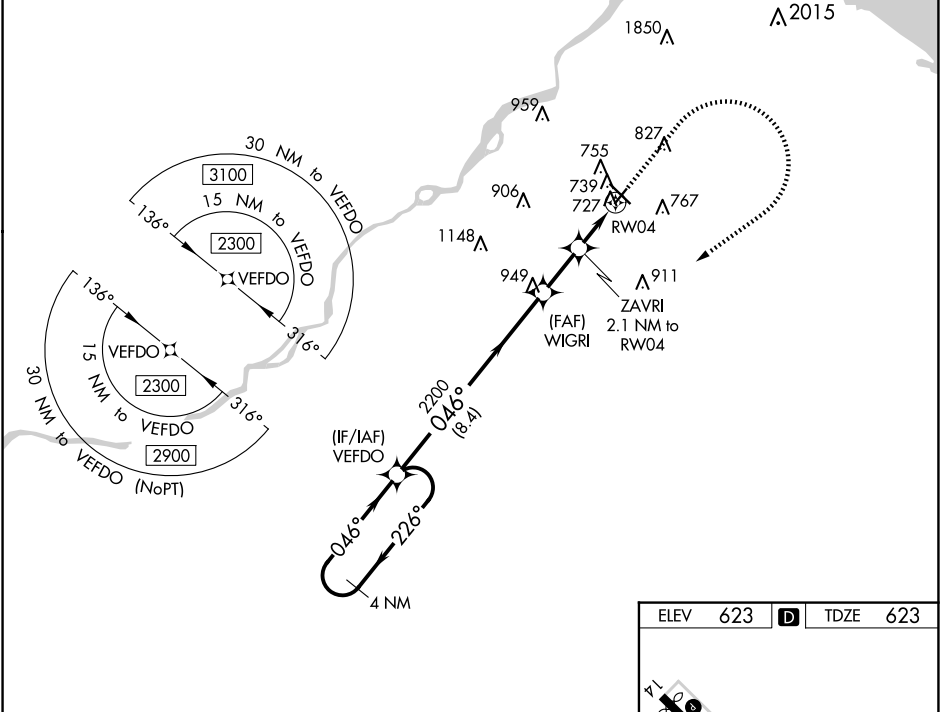 2015
1850
959
827
755
739
727
767
RW04
906
1148
949
911
ZAVRI
2.1 NM to
RW04
(FAF)
WIGRI
30 NM to VEFDO
3100
15 NM to VEFDO
2300
136°
VEFDO
316°
136°
VEFDO
15 NM to VEFDO
2300
316°
30 NM to VEFDO (NoPT)
2900
2200
046°
(8.4)
(IF/IAF)
VEFDO
046°
226°
4 NM
ELEV 623 D TDZE 623
14
P